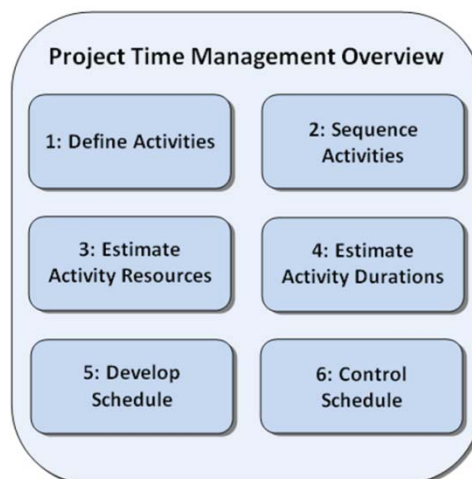 Project Time Management Overview
1: Define Activities
2: Sequence
Activities
3: Estimate
Activity Resources
4: Estimate
Activity Durations
5: Develop
Schedule
6: Control
Schedule